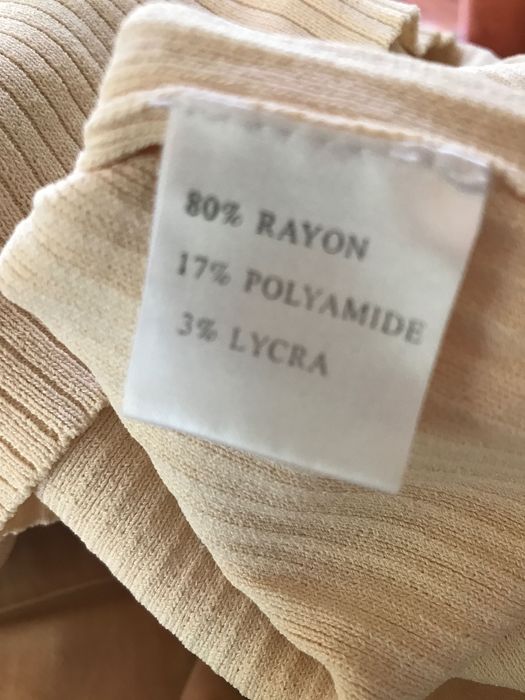 80% RAYON
17% POLYAMIDE
3% LYCRA